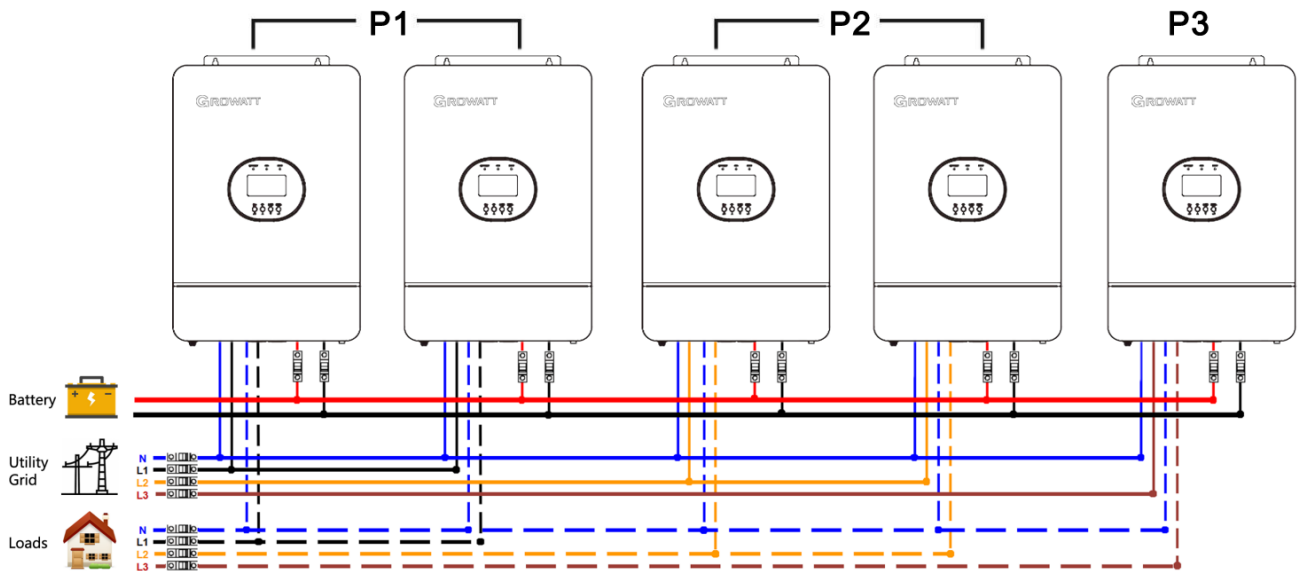 P1 P2 P3
GROWATT GROWATT GROWATT GROWATT GROWATT
Battery
+ -
Utility
Grid
N
L1
L2
L3
Loads
N
L1
L2
L3